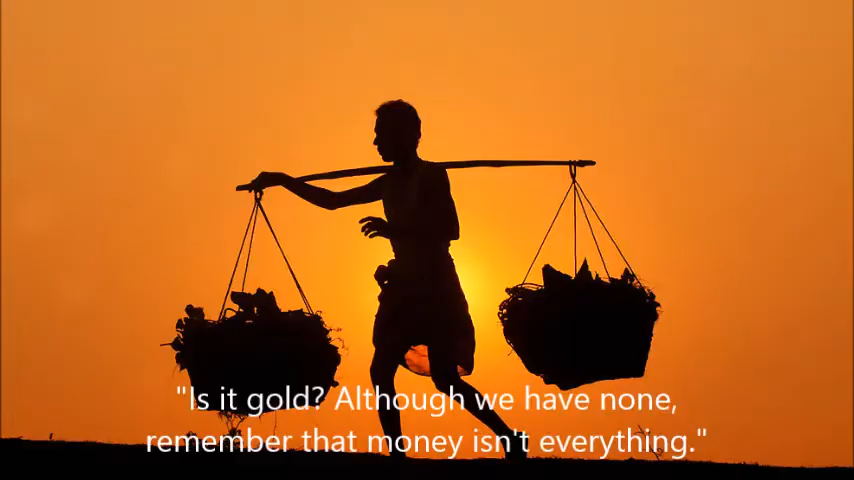 "Is it gold? Although we have none,
remember that money isn't everything."